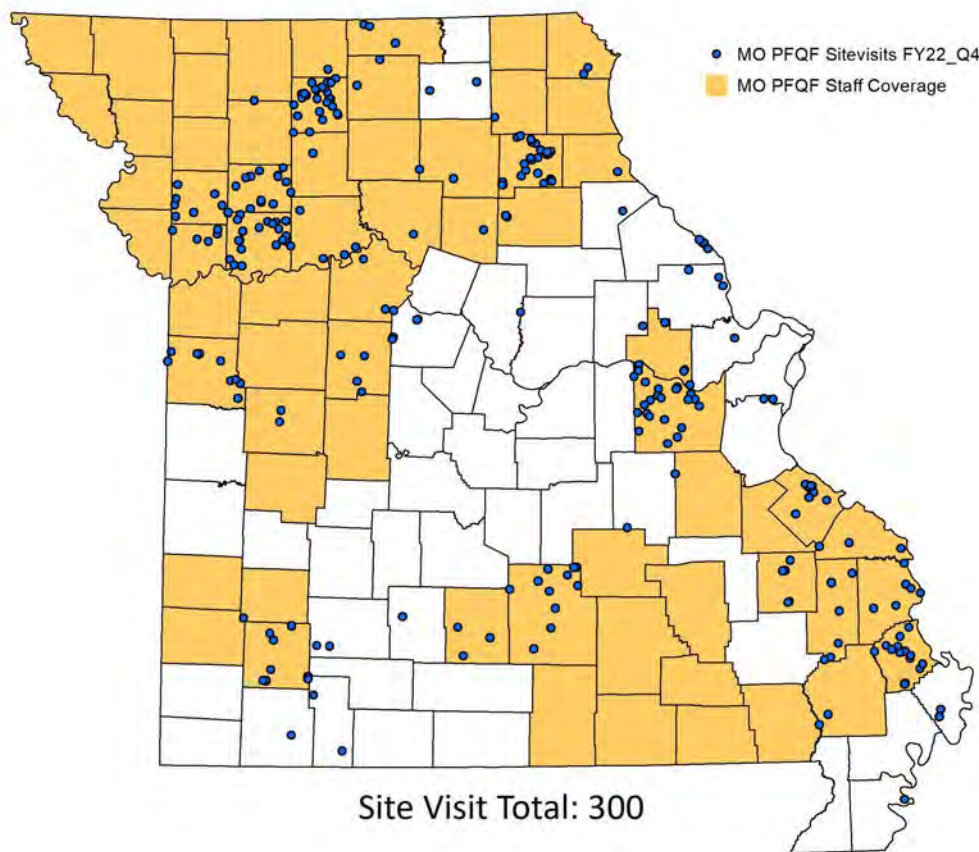 MO PFQF Sitevisits FY22_Q4
MO PFQF Staff Coverage
Site Visit Total: 300